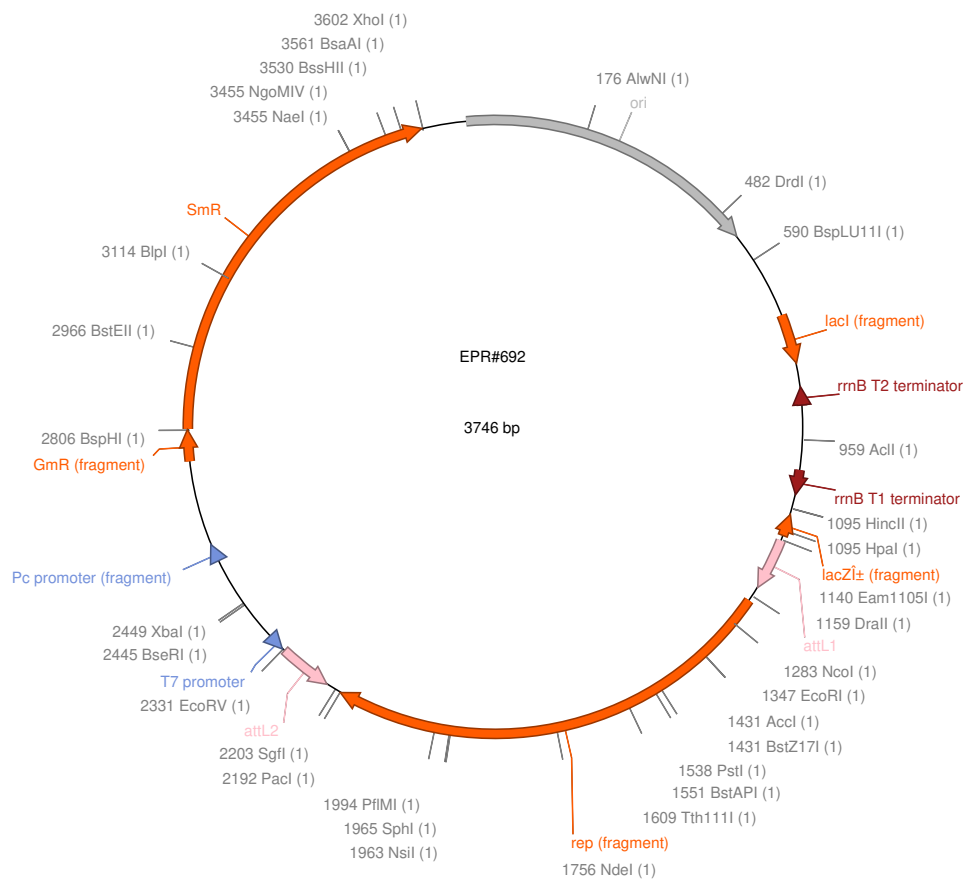 3602 XhoI (1)
3561 BsaAI (1)
3530 BssHII (1)
3455 NgoMIV (1)
3455 NaeI (1)
176 AlwNI (1)
ori
482 DrdI (1)
590 BspLU11I (1)
SmR
3114 BlpI (1)
2966 BstEII (1)
lacI (fragment)
EPR#692
rrnB T2 terminator
3746 bp
2806 BspHI (1)
GmR (fragment)
959 AclI (1)
rrnB T1 terminator
1095 HincII (1)
1095 HpaI (1)
lacZÎ± (fragment)
Pc promoter (fragment)
1140 Eam1105I (1)
1159 DraII (1)
attL1
2449 XbaI (1)
2445 BseRI (1)
T7 promoter
2331 EcoRV (1)
attL2
2203 SgfI (1)
2192 PacI (1)
1283 NcoI (1)
1347 EcoRI (1)
1431 AccI (1)
1431 BstZ17I (1)
1538 PstI (1)
1551 BstAPI (1)
1609 Tth111I (1)
1994 PflMI (1)
1965 SphI (1)
1963 NsiI (1)
rep (fragment)
1756 NdeI (1)